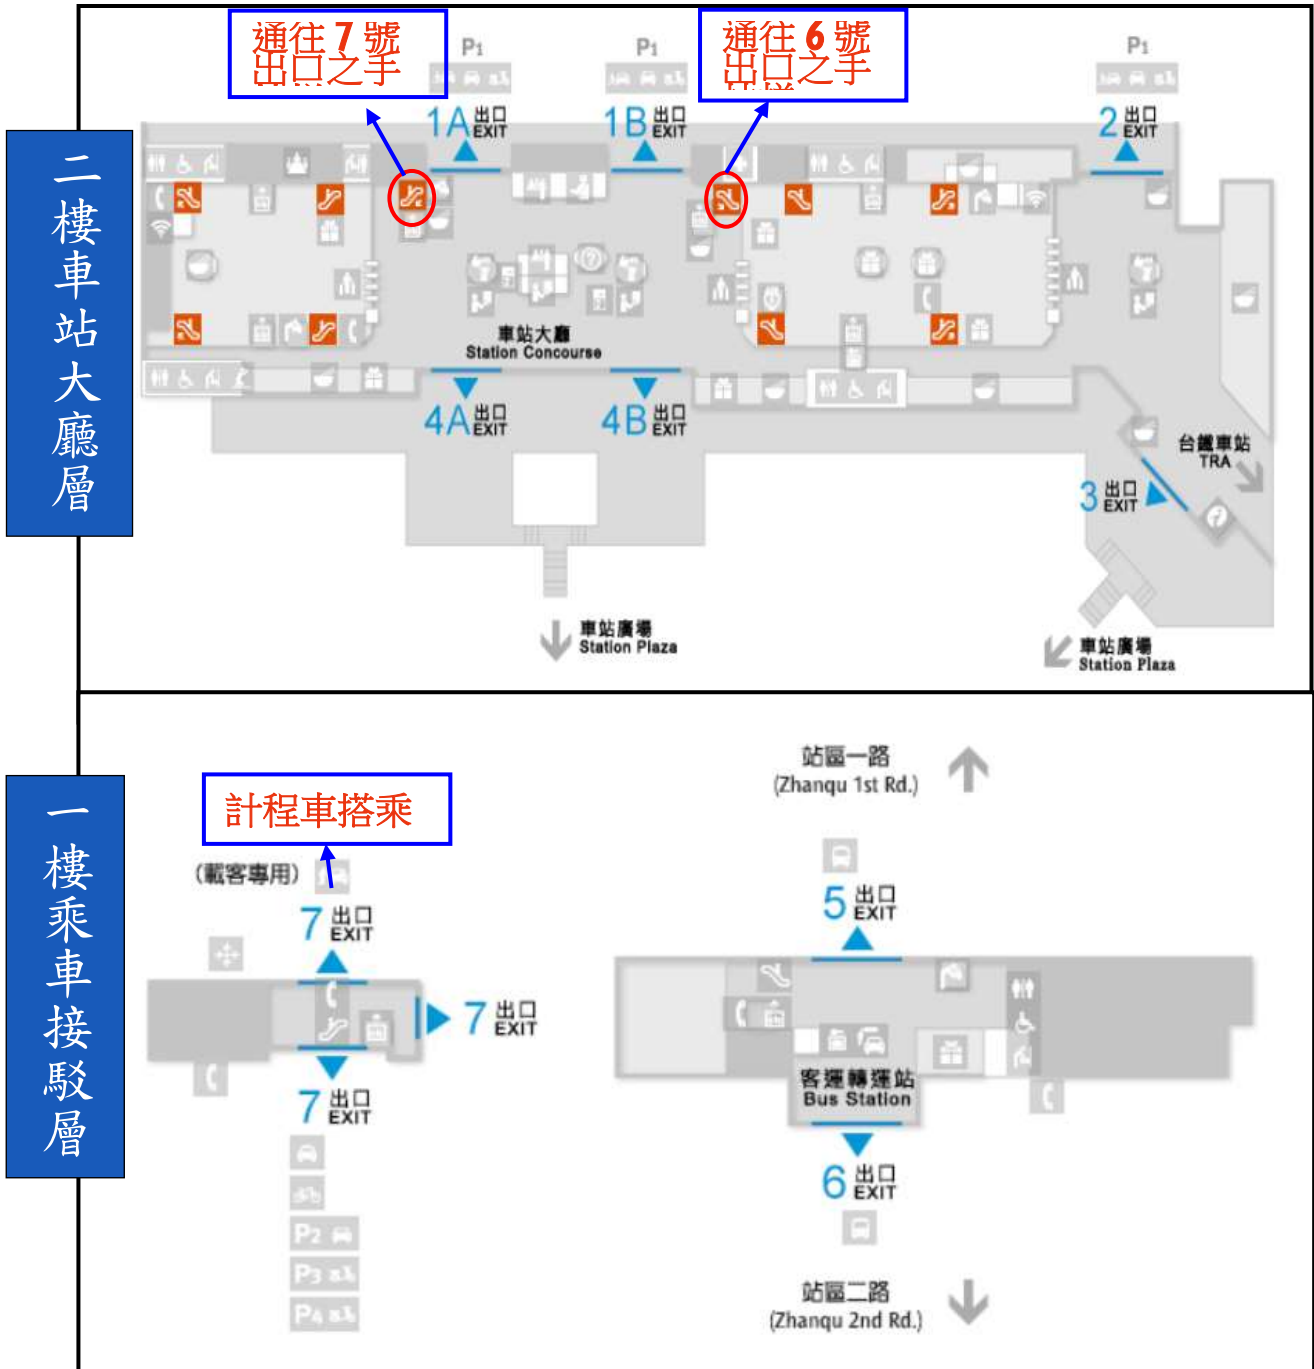 通往 7 號
出口之手
通往 6 號
出口之手
P1
P1
P1
1A 出口 EXIT
1B 出口 EXIT
2 出口 EXIT
二樓車站大廳層
車站大廳
Station Concourse
4A 出口 EXIT
4B 出口 EXIT
台鐵車站
TRA
3 出口 EXIT
車站廣場
Station Plaza
車站廣場
Station Plaza
一樓乘車接駁層
站區一路
(Zhanqu 1st Rd.)
計程車搭乘
(載客專用)
7 出口 EXIT
5 出口 EXIT
7 出口 EXIT
7 出口 EXIT
客運轉運站
Bus Station
6 出口 EXIT
P2
P3
P4
站區二路
(Zhanqu 2nd Rd.)